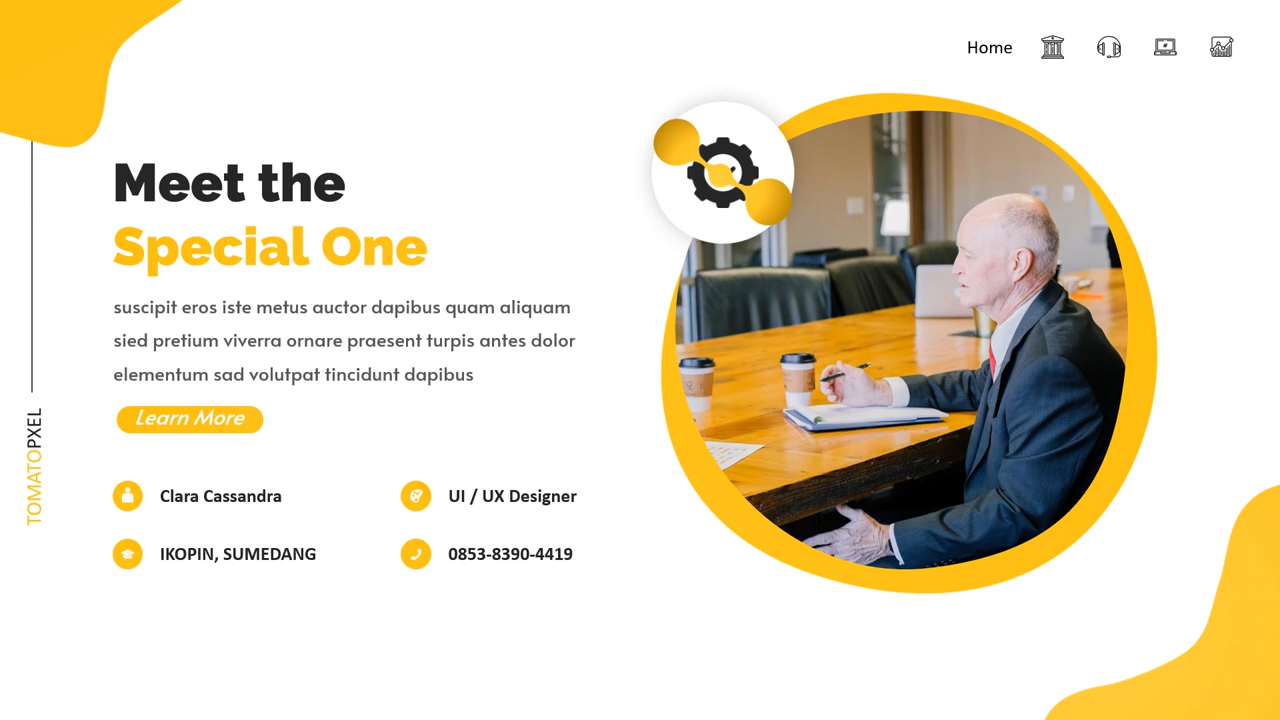 Home
Meet the
Special One
suscipit eros iste metus auctor dapibus quam aliquam
sied pretium viverra ornare praesent turpis antes dolor
elementum sad volutpat tincidunt dapibus
Learn More
Clara Cassandra
UI / UX Designer
IKOPIN, SUMEDANG
0853-8390-4419
TOMATOPXEL